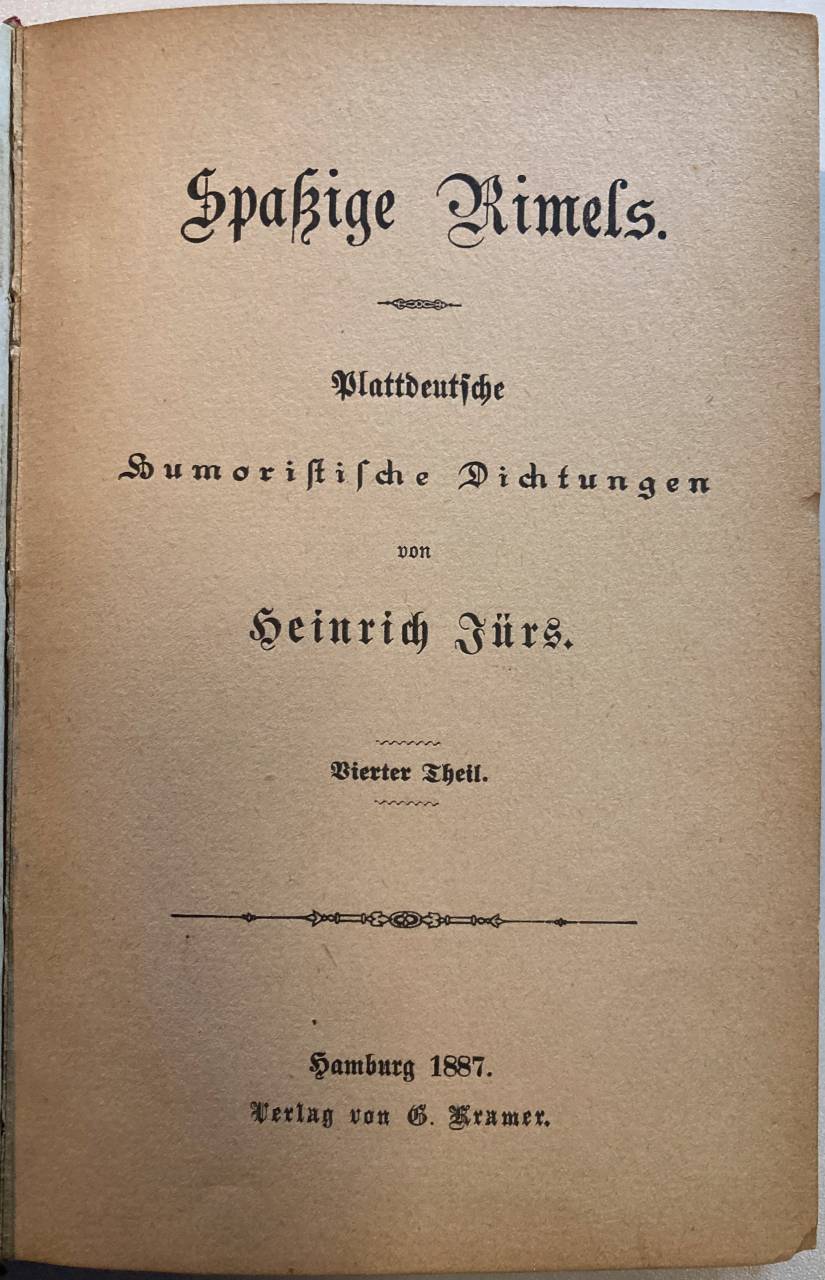 Spaßige Rimels.
Plattdeutsche
Humoristische Dichtungen
von
Heinrich Jürs.
Vierter Theil.
Hamburg 1887.
Verlag von G. Kramer.